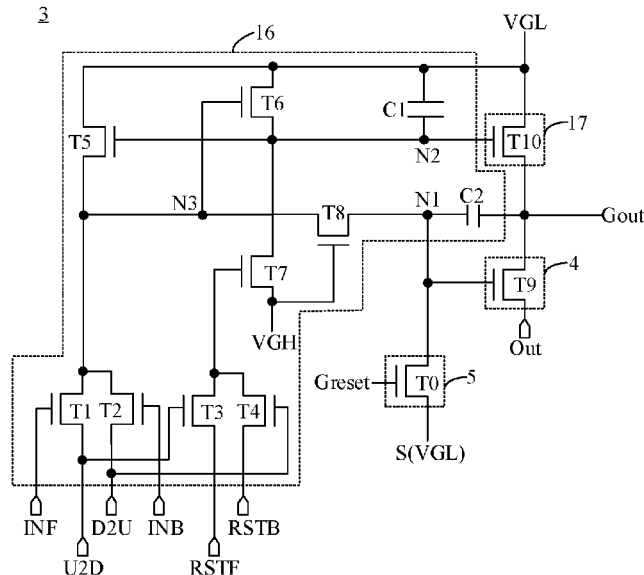 3
16
VGL
T6
C1
17
T5
T10
N2
N3
T8
N1
C2
Gout
T7
4
T9
VGH
Out
Greset
T0
5
T1
T2
T3
T4
S(VGL)
INF
D2U
INB
RSTB
U2D
RSTF